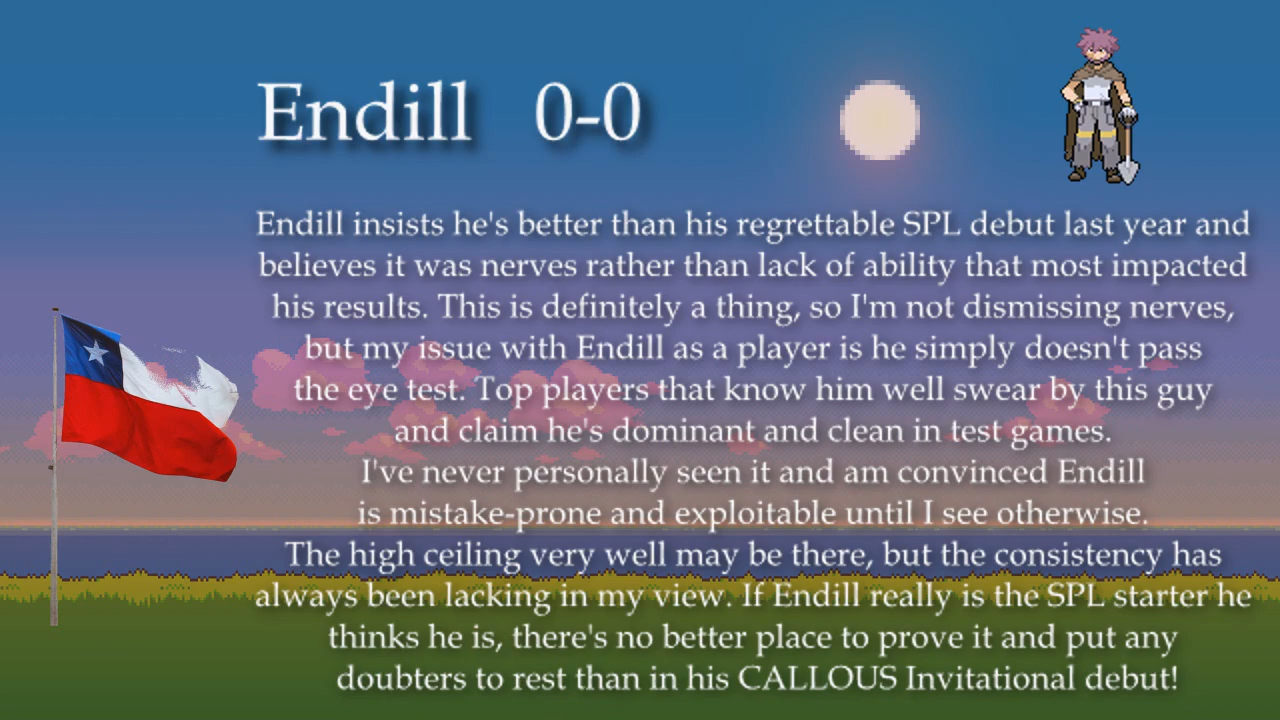 Endill 0-0
Endill insists he's better than his regrettable SPL debut last year and
believes it was nerves rather than lack of ability that most impacted
his results. This is definitely a thing, so I'm not dismissing nerves,
but my issue with Endill as a player is he simply doesn't pass
the eye test. Top players that know him well swear by this guy
and claim he's dominant and clean in test games.
I've never personally seen it and am convinced Endill
is mistake-prone and exploitable until I see otherwise.
The high ceiling very well may be there, but the consistency has
always been lacking in my view. If Endill really is the SPL starter he
thinks he is, there's no better place to prove it and put any
doubters to rest than in his CALLOUS Invitational debut!